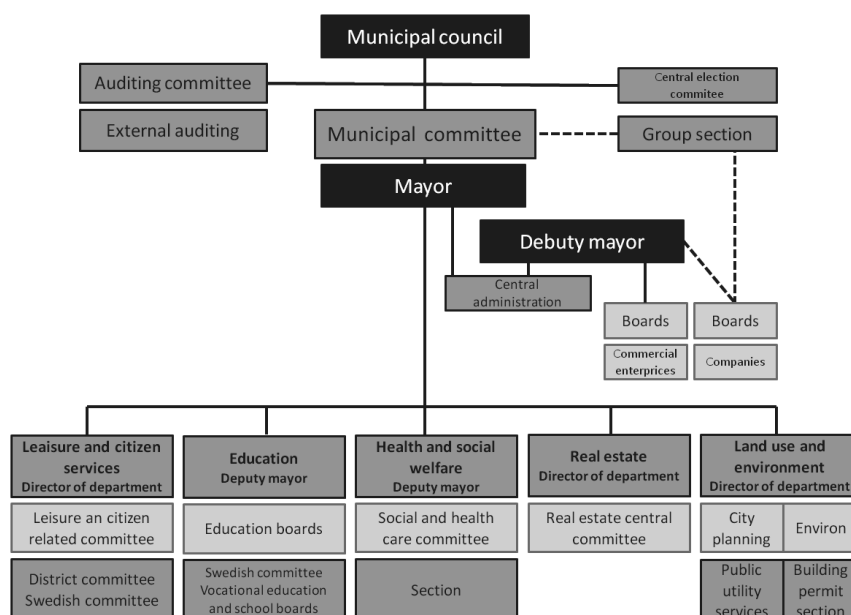 Municipal council
Auditing committee
Central election
commitee
External auditing
Municipal committee
Group section
Mayor
Debuty mayor
Central
administration
Boards
Boards
Commercial
enterprices
Companies
Leaisure and citizen
services
Director of department
Education
Deputy mayor
Health and social
welfare
Deputy mayor
Real estate
Director of department
Land use and
environment
Director of department
Leisure an citizen
related committee
Education boards
Social and health
care committee
Real estate central
committee
City
planning
Environ
District committee
Swedish committee
Swedish committee
Vocational education
and school boards
Section
Public
utility
services
Building
permit
section